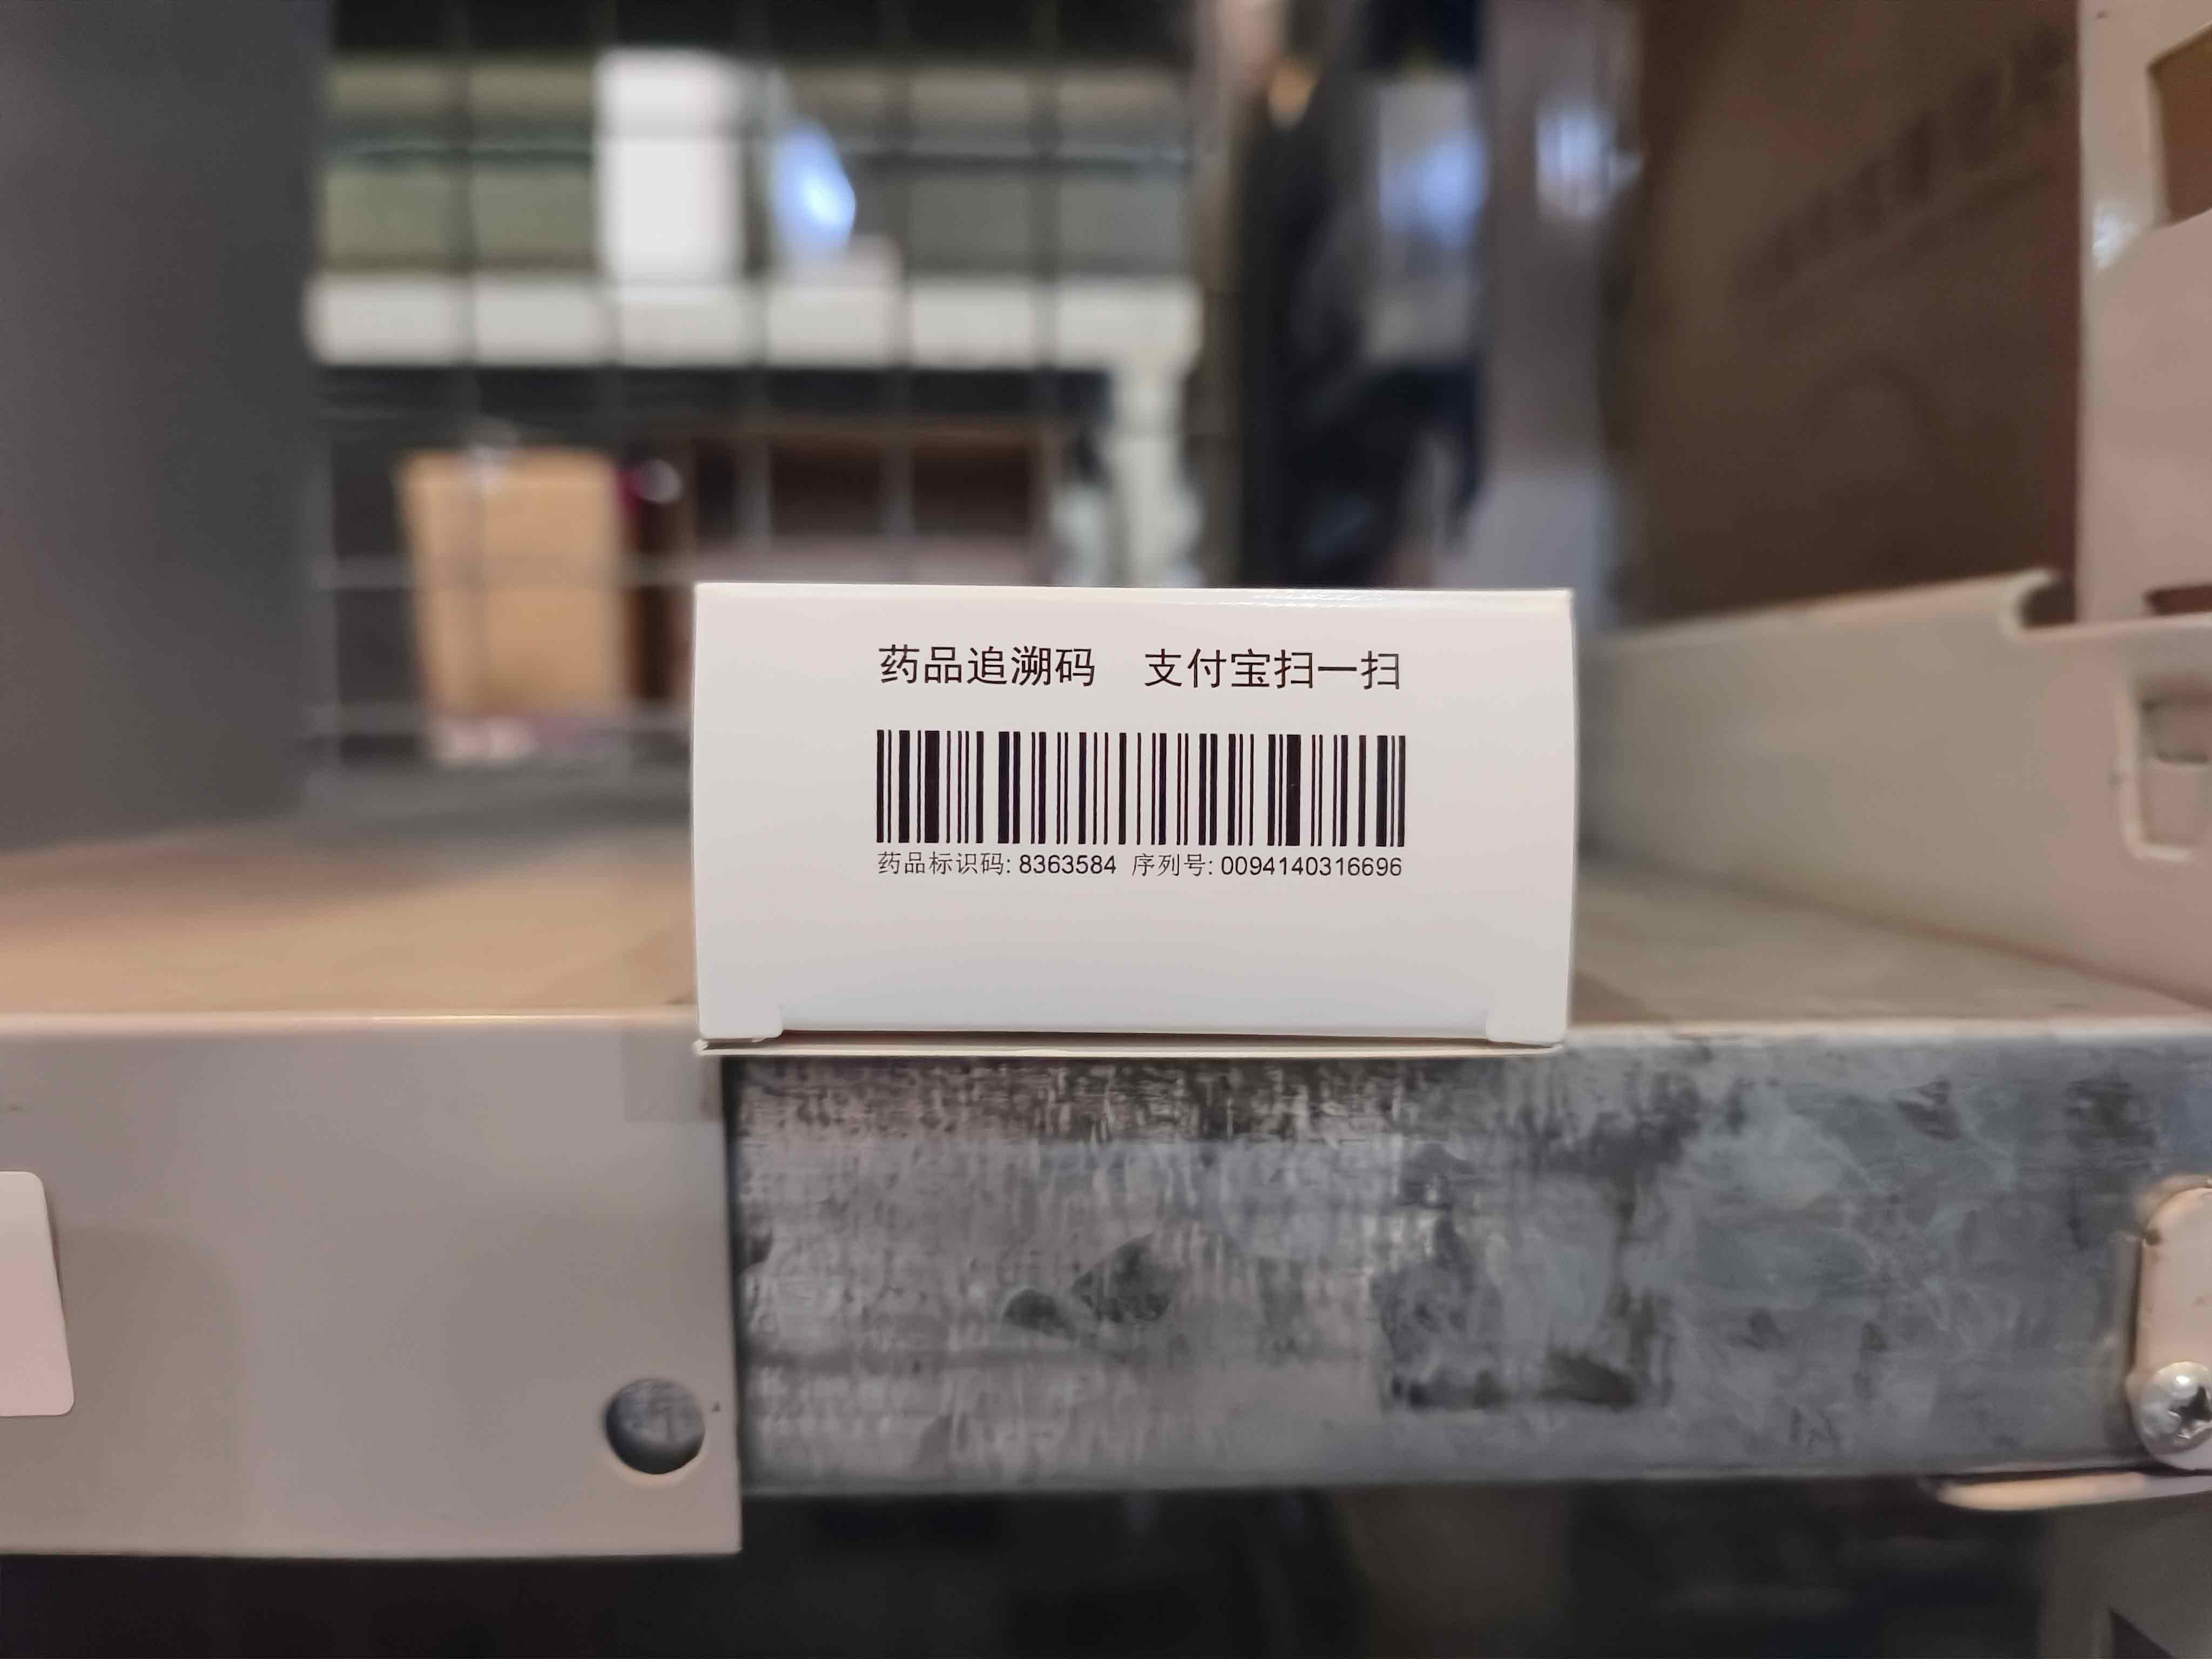 药品追溯码 支付宝扫一扫
药品标识码: 8363584 序列号: 0094140316696